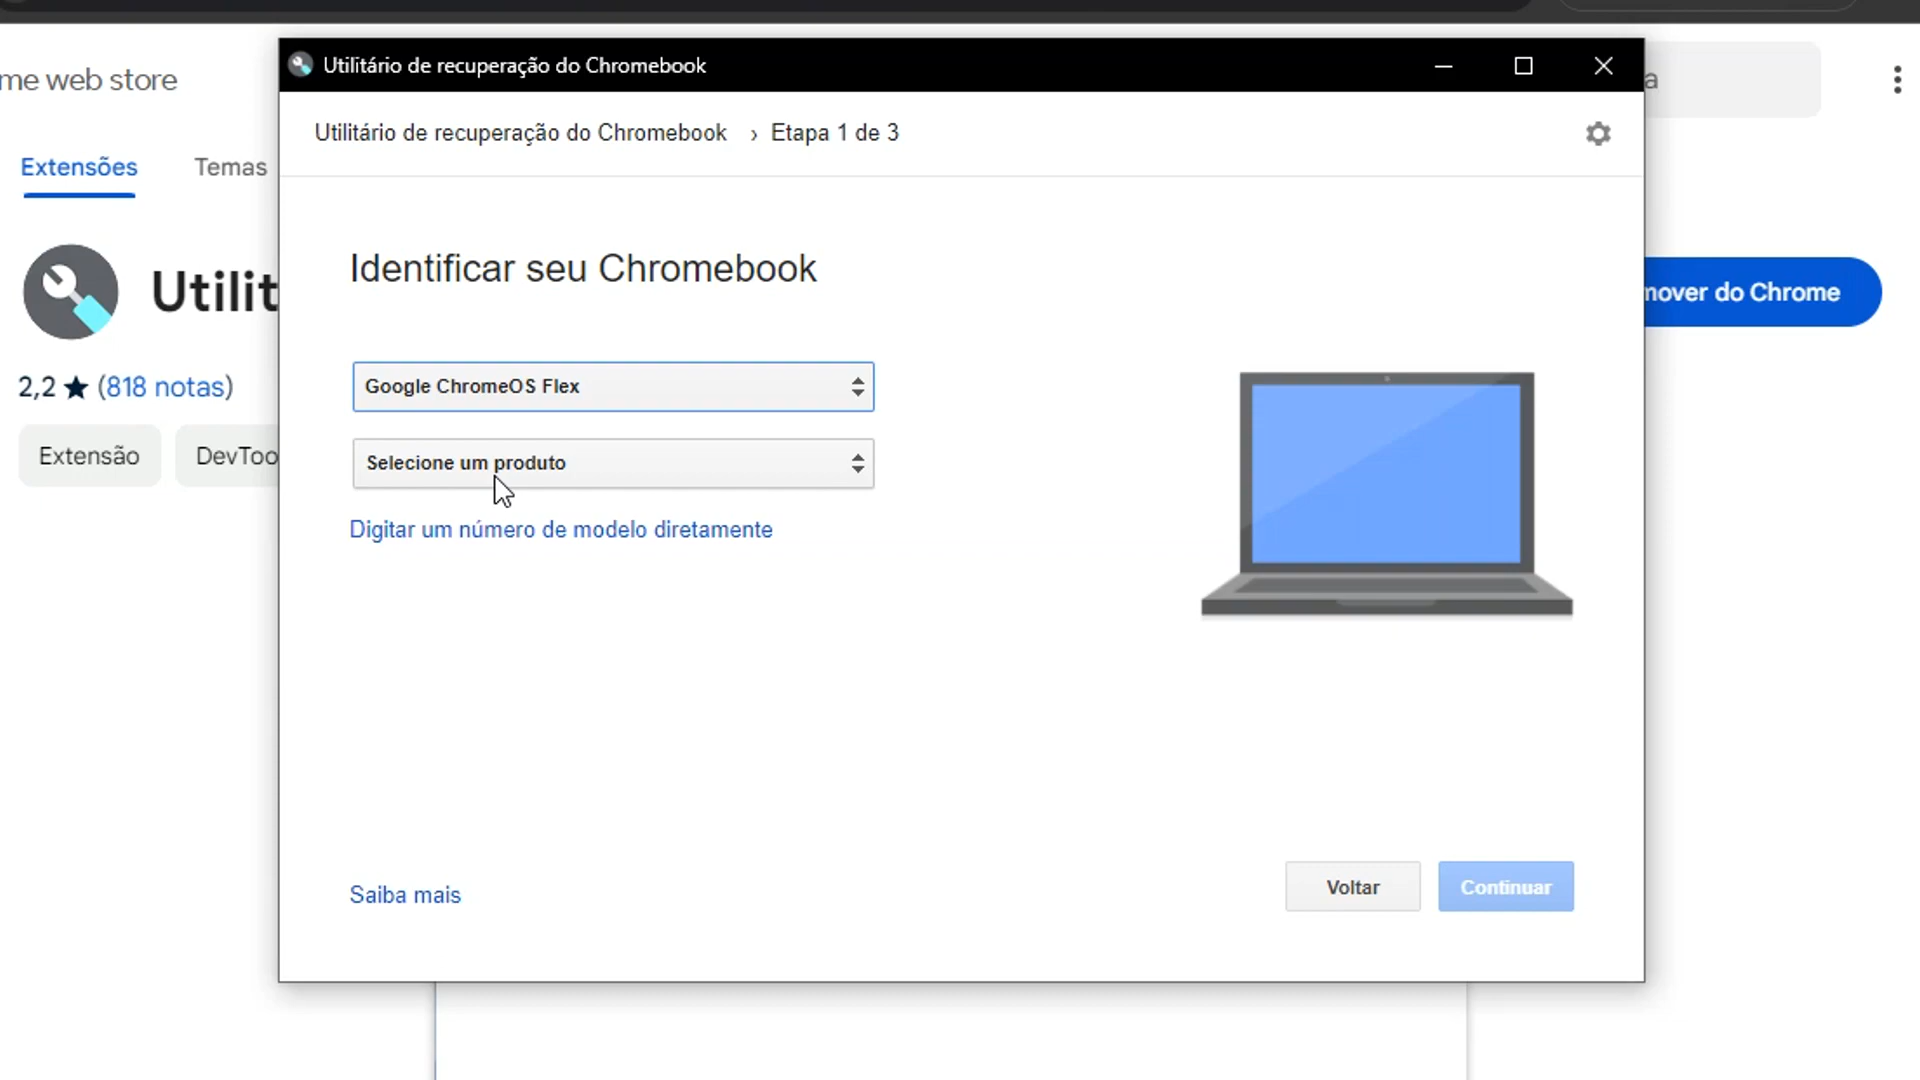 Utilitário de recuperação do Chromebook
me web store
a
Utilitário de recuperação do Chromebook › Etapa 1 de 3
Extensões
Temas
Identificar seu Chromebook
Utilit
mover do Chrome
Google ChromeOS Flex
2,2 ★ (818 notas)
Extensão
DevToo
Selecione um produto
Digitar um número de modelo diretamente
Saiba mais
Voltar
Continuar